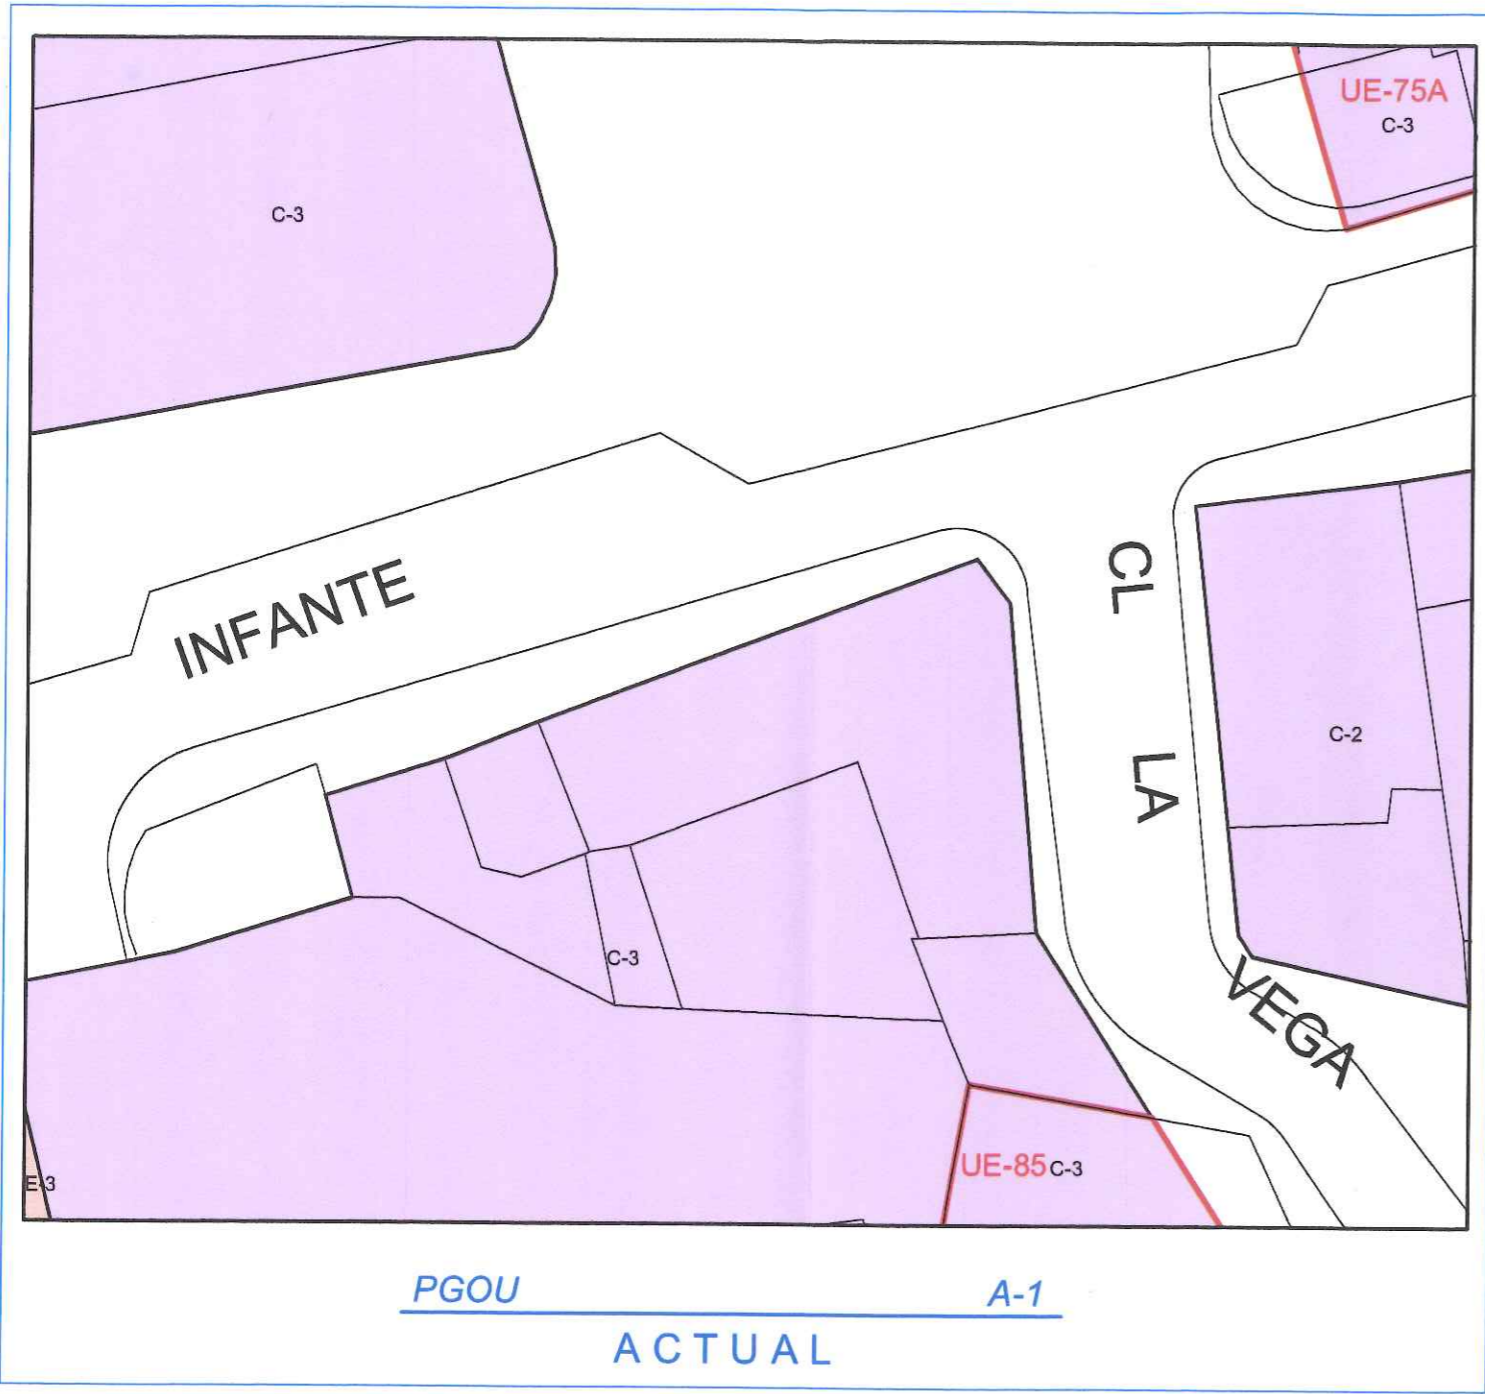 UE-75A
C-3
C-3
INFANTE
CL LA VEGA
C-2
C-3
E-3
UE-85 C-3
PGOU A-1
ACTUAL